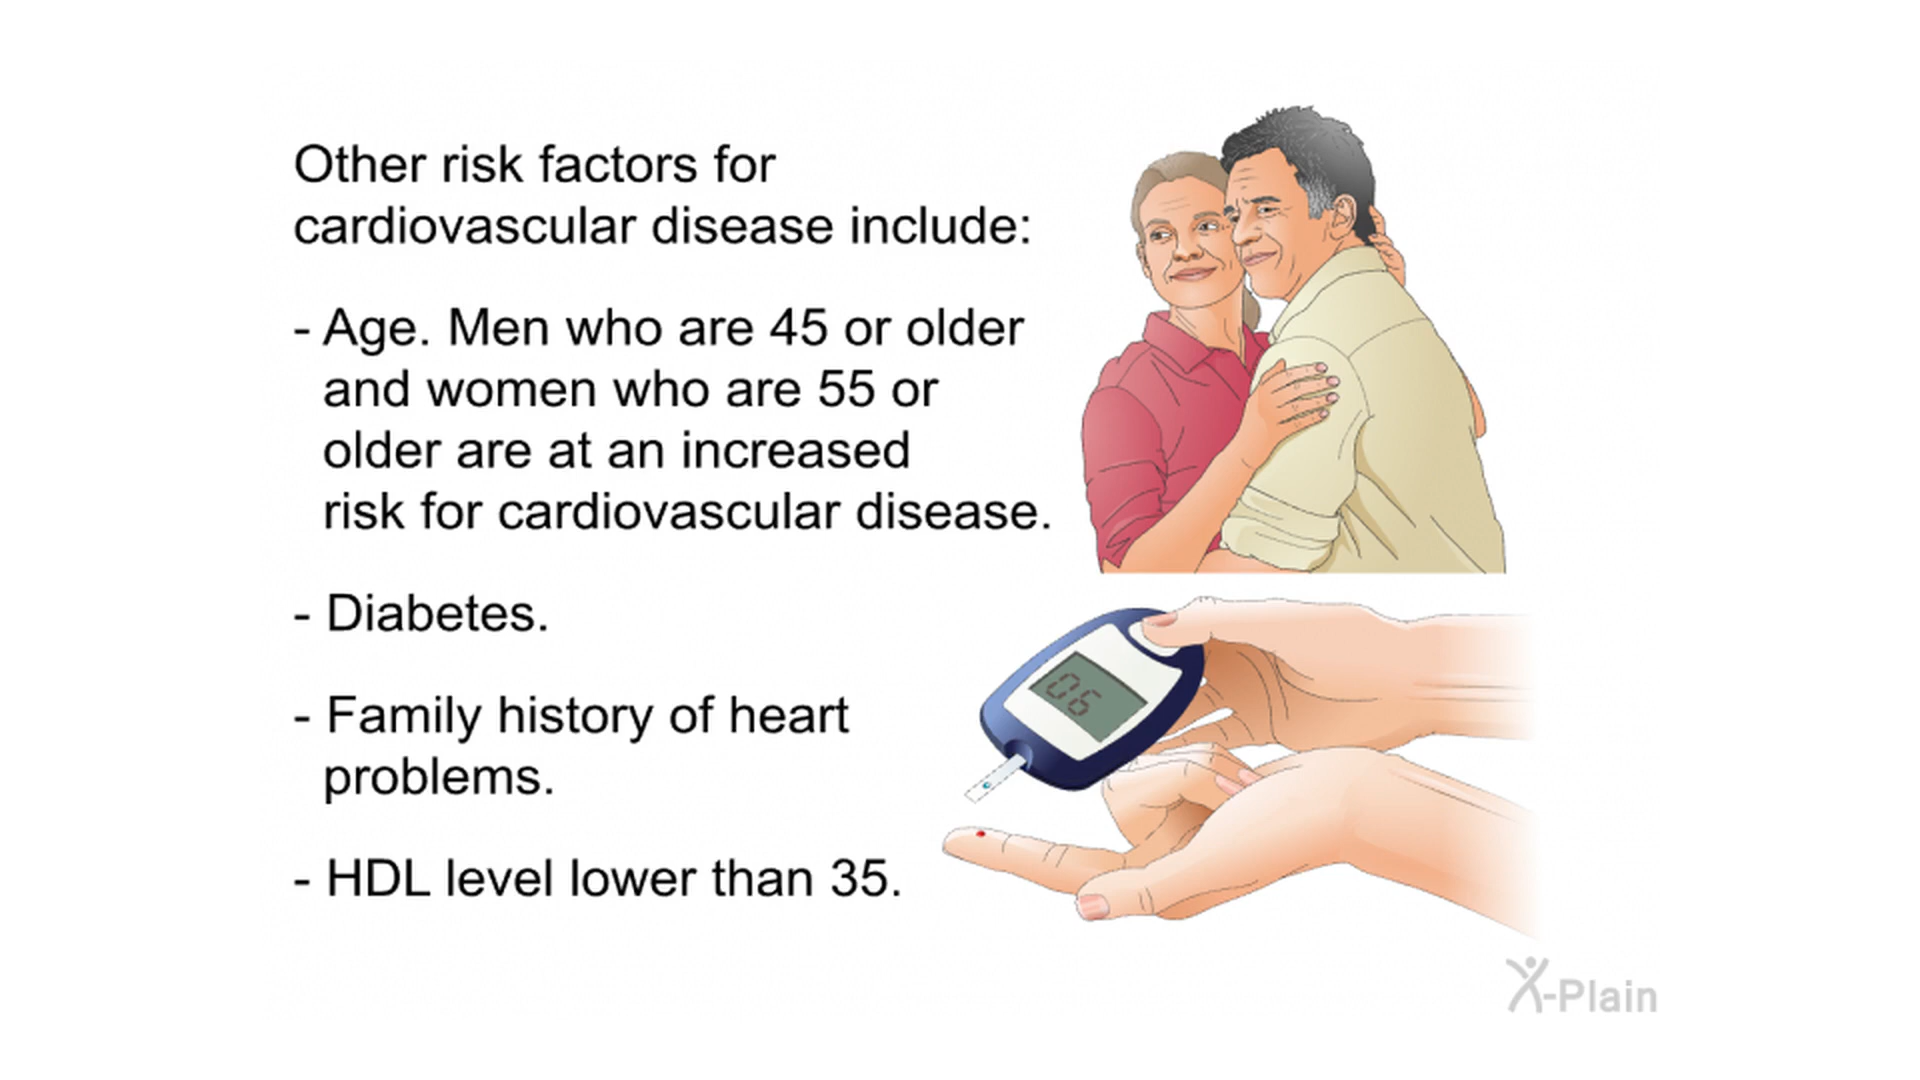 Other risk factors for
cardiovascular disease include:
- Age. Men who are 45 or older
and women who are 55 or
older are at an increased
risk for cardiovascular disease.
- Diabetes.
- Family history of heart
problems.
- HDL level lower than 35.
06
X-Plain